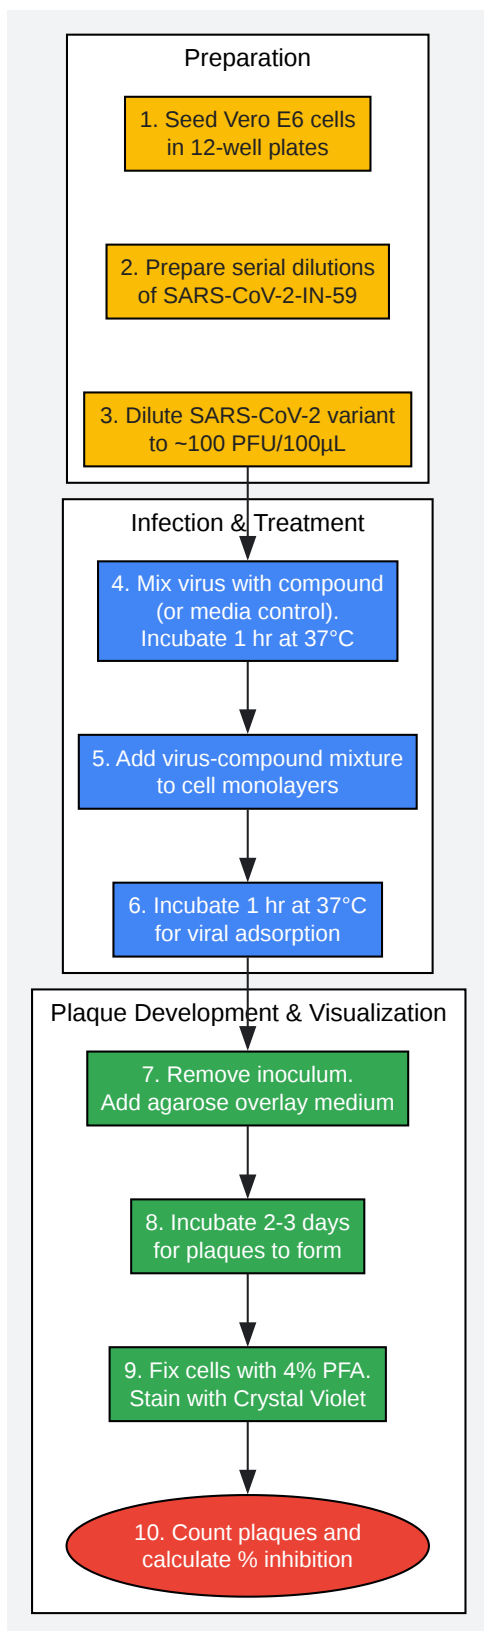 Preparation
1. Seed Vero E6 cells
in 12-well plates
2. Prepare serial dilutions
of SARS-CoV-2-IN-59
3. Dilute SARS-CoV-2 variant
to ~100 PFU/100µL
Infection & Treatment
4. Mix virus with compound
(or media control).
Incubate 1 hr at 37°C
5. Add virus-compound mixture
to cell monolayers
6. Incubate 1 hr at 37°C
for viral adsorption
Plaque Development & Visualization
7. Remove inoculum.
Add agarose overlay medium
8. Incubate 2-3 days
for plaques to form
9. Fix cells with 4% PFA.
Stain with Crystal Violet
10. Count plaques and
calculate % inhibition